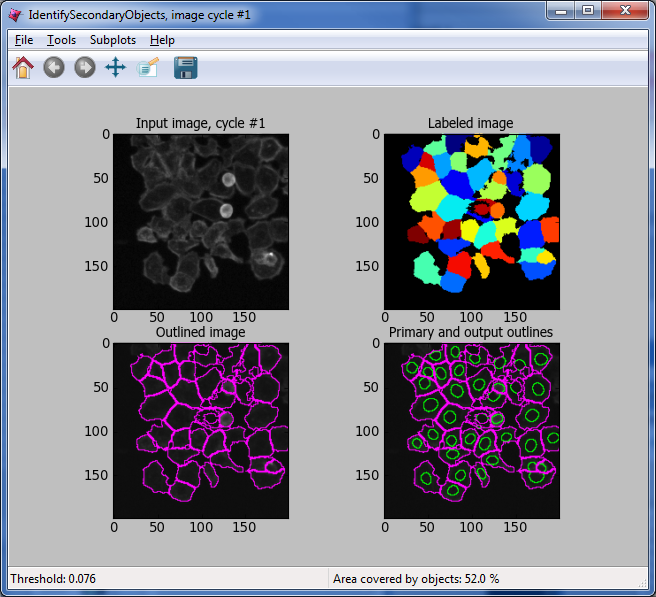 IdentifySecondaryObjects, image cycle #1
File Tools Subplots Help
Input image, cycle #1
0
50
100
150
0 50 100 150
Labeled image
0
50
100
150
0 50 100 150
Outlined image
0
50
100
150
0 50 100 150
Primary and output outlines
0
50
100
150
0 50 100 150
Threshold: 0.076
Area covered by objects: 52.0 %